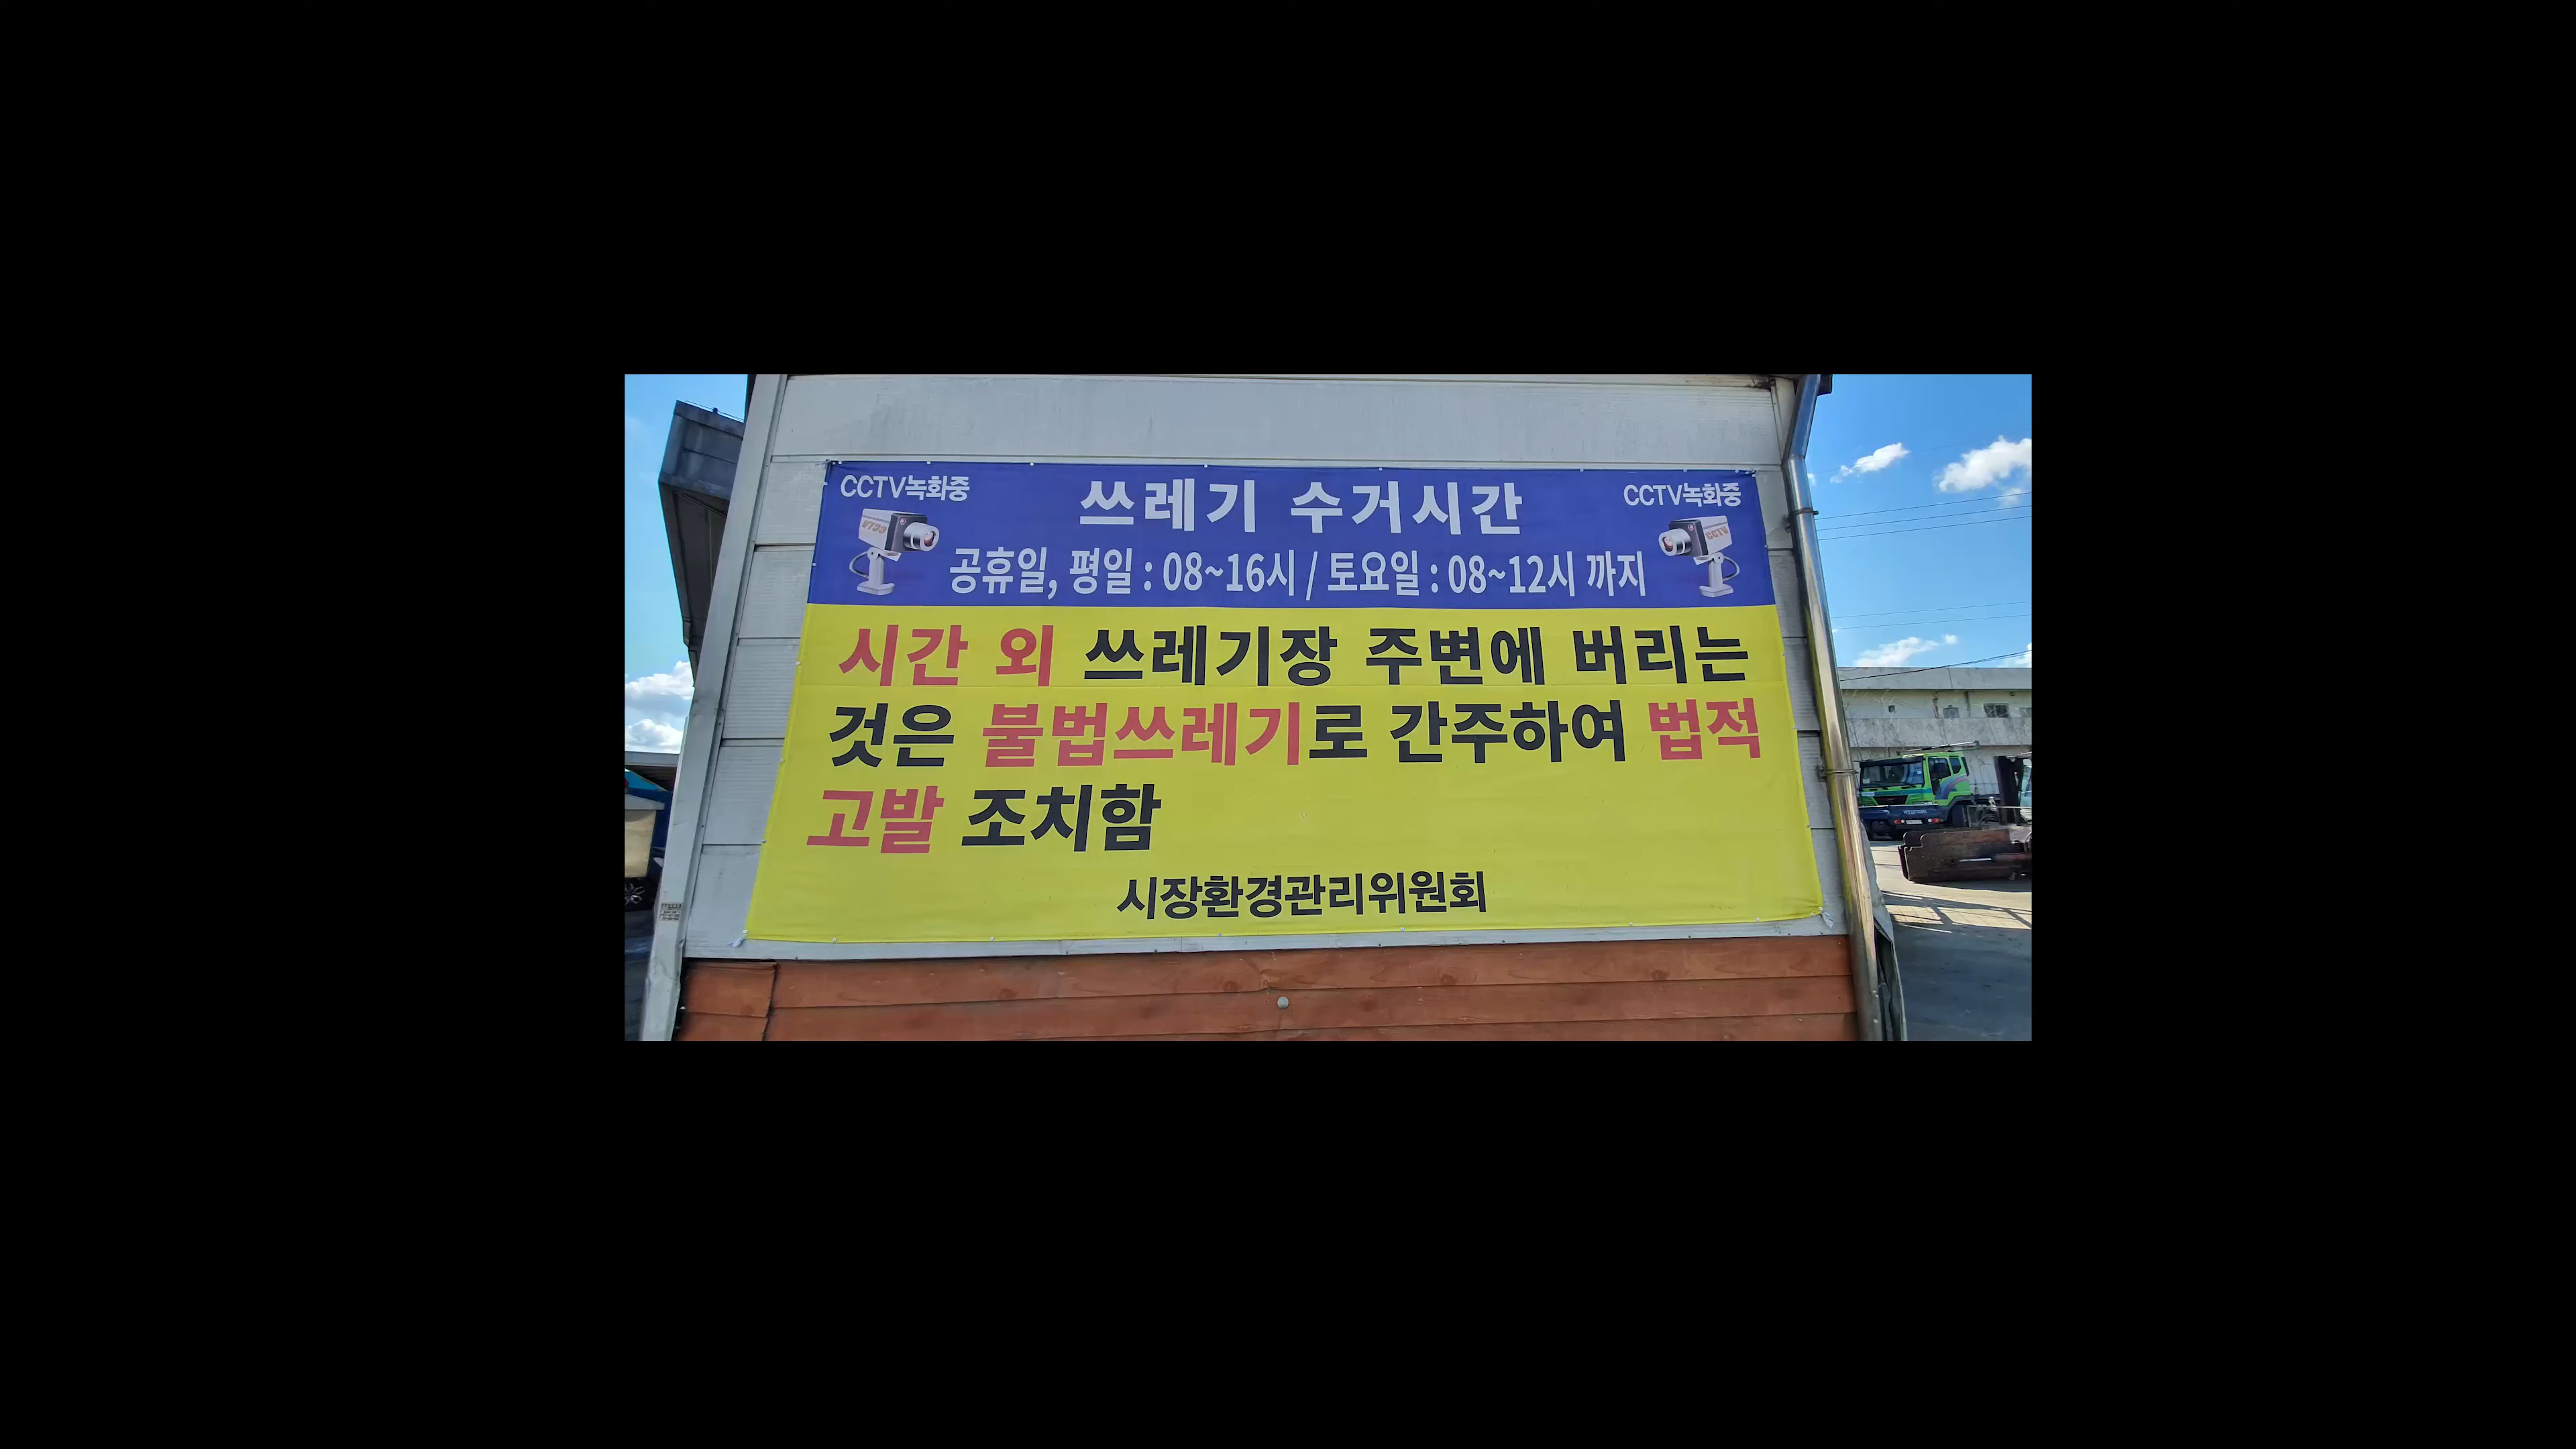 CCTV녹화중 쓰레기 수거시간 CCTV녹화중
CCTV CCTV
공휴일, 평일 : 08~16시 / 토요일 : 08~12시 까지
시간 외 쓰레기장 주변에 버리는
것은 불법쓰레기로 간주하여 법적
고발 조치함
시장환경관리위원회